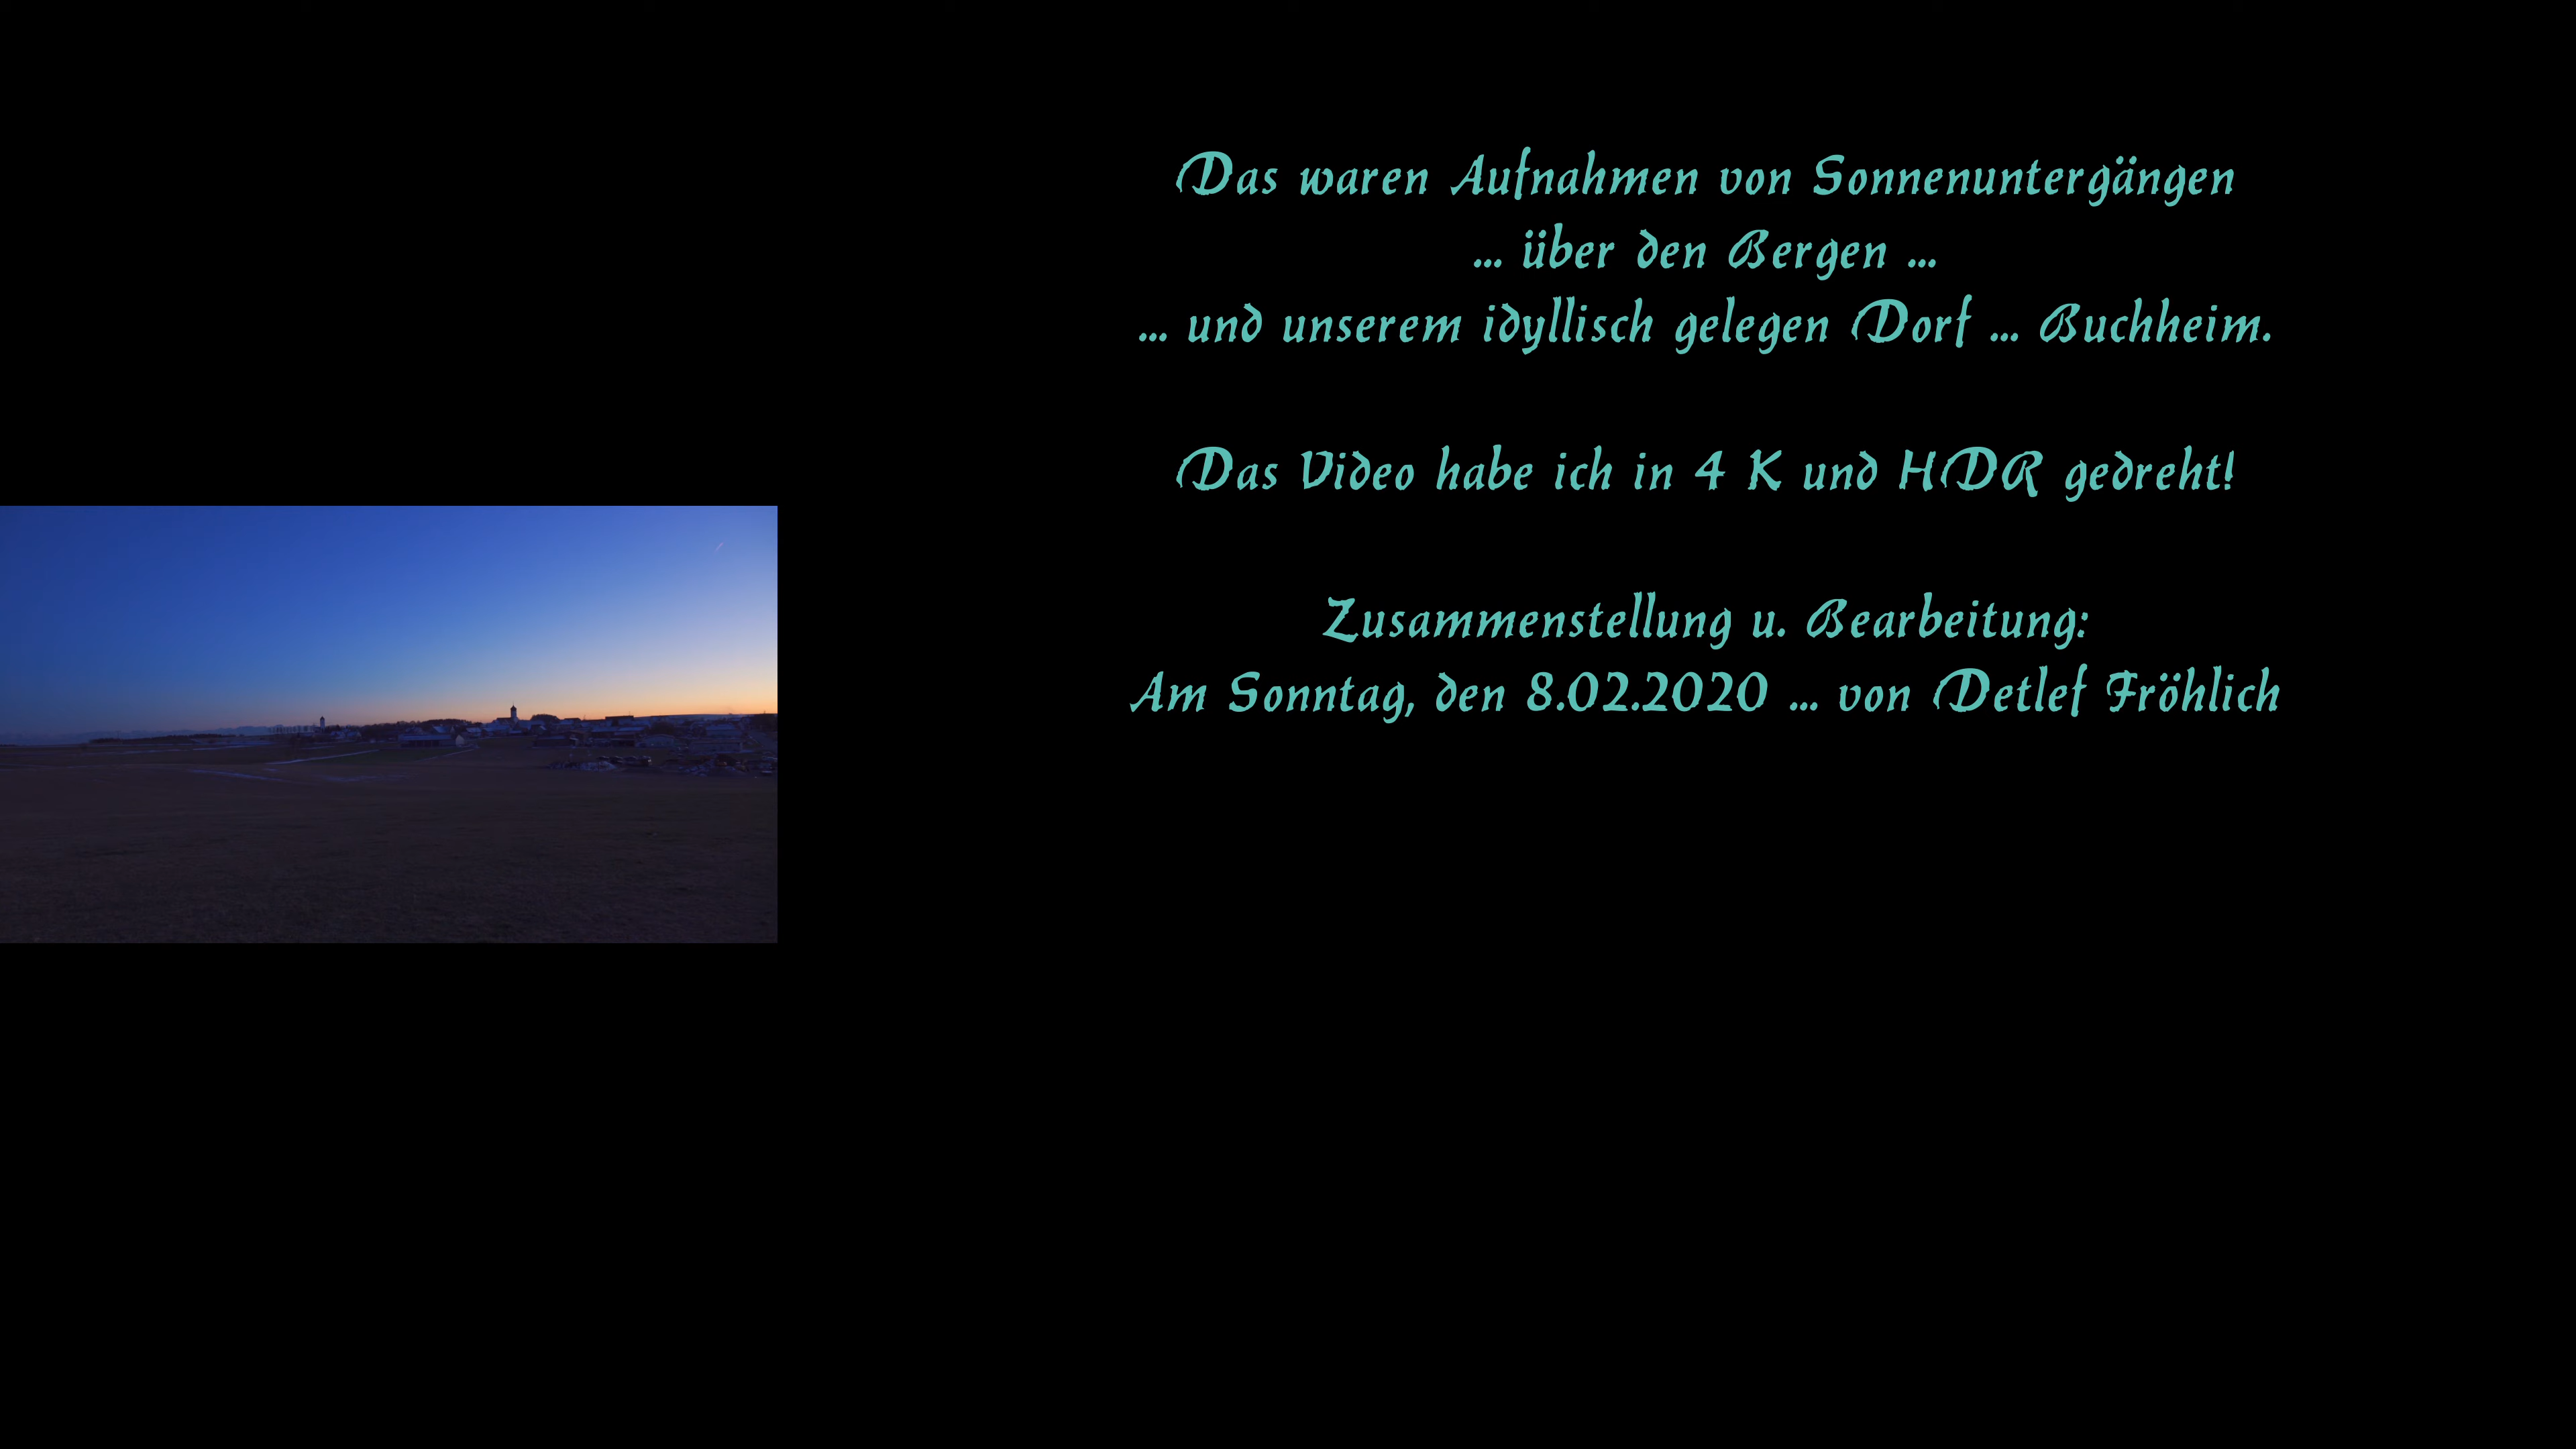 Das waren Aufnahmen von Sonnenuntergängen
... über den Bergen ...
... und unserem idyllisch gelegen Dorf ... Buchheim.
Das Video habe ich in 4 K und HDR gedreht!
Zusammenstellung u. Bearbeitung:
Am Sonntag, den 8.02.2020 ... von Detlef Fröhlich